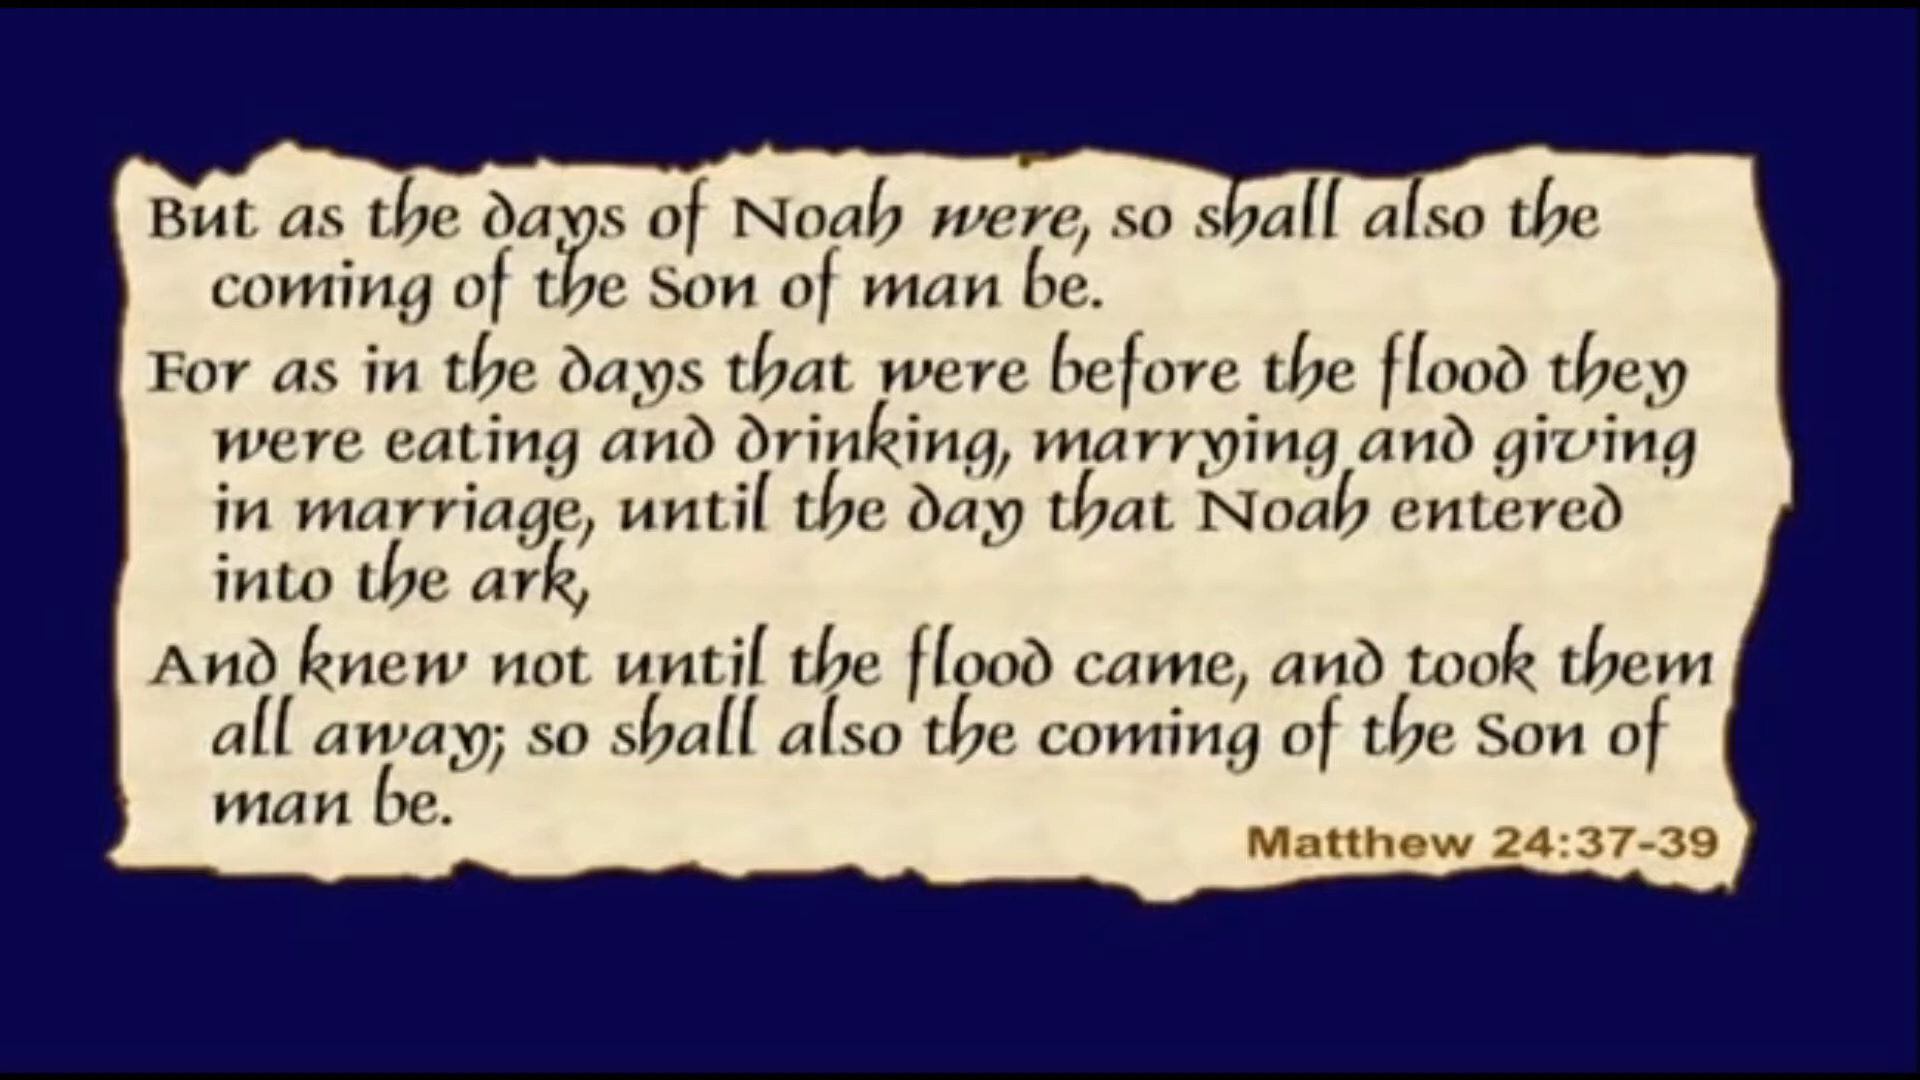 But as the days of Noah were, so shall also the
coming of the Son of man be.
For as in the days that were before the flood they
were eating and drinking, marrying and giving
in marriage, until the day that Noah entered
into the ark,
And knew not until the flood came, and took them
all away; so shall also the coming of the Son of
man be.
Matthew 24:37-39